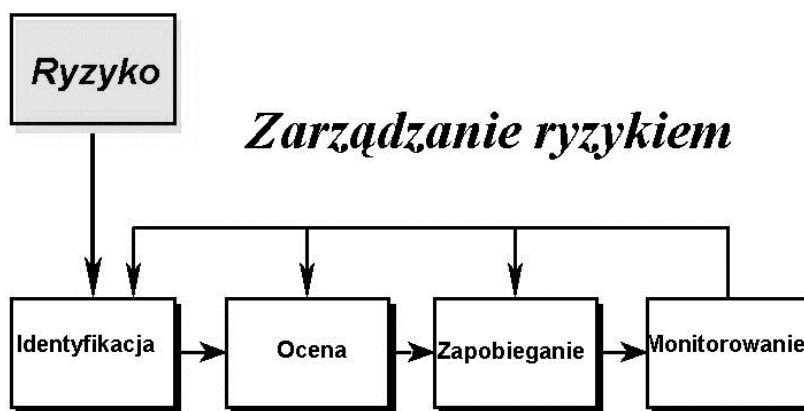 Ryzyko
Zarządzanie ryzykiem
Identyfikacja
Ocena
Zapobieganie
Monitorowanie